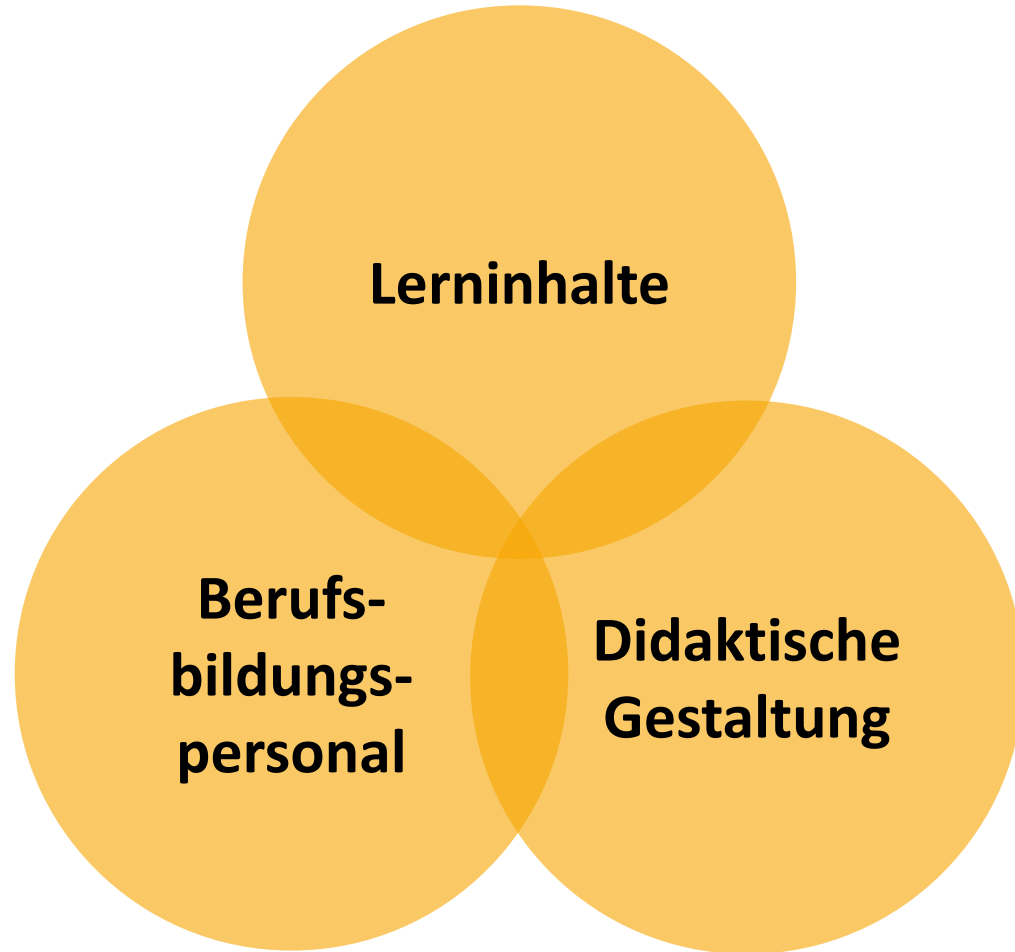 Lerninhalte
Berufs-
bildungs-
personal
Didaktische
Gestaltung